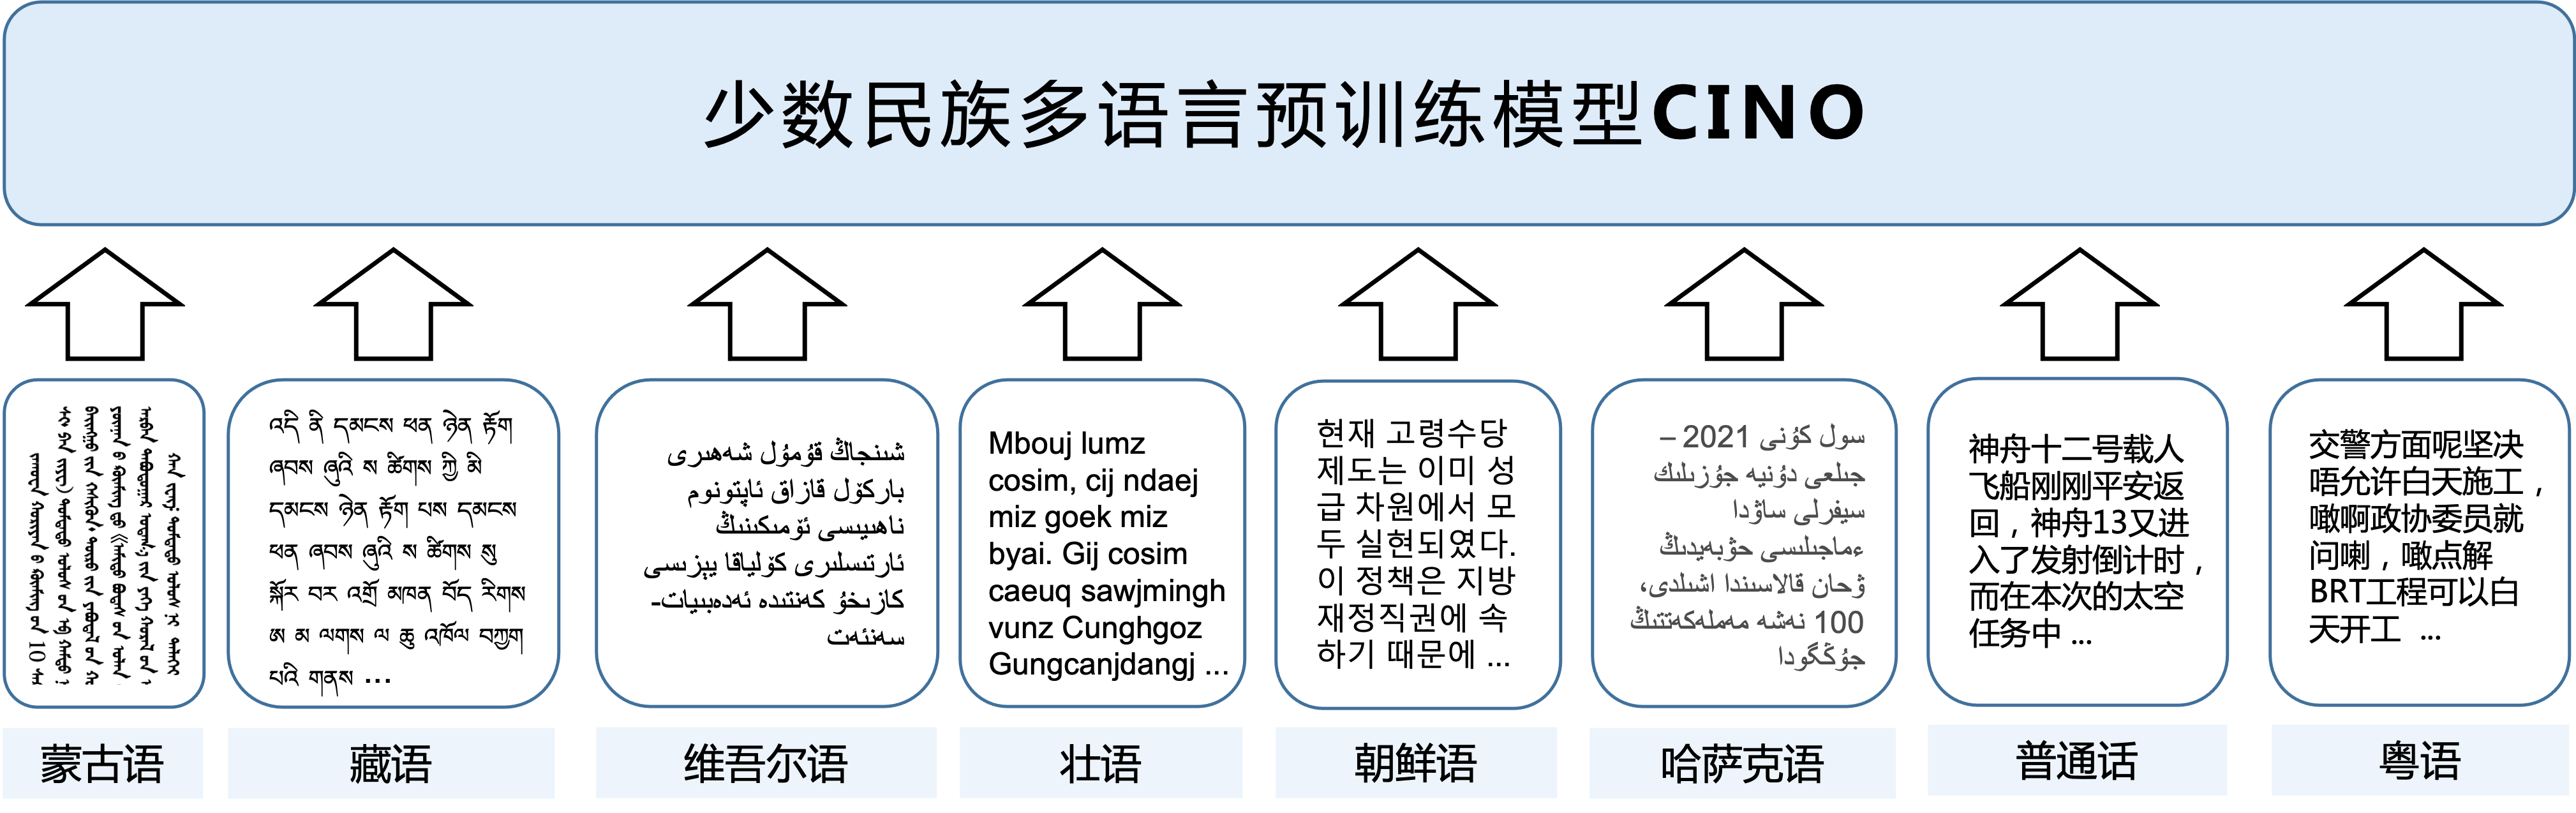 少数民族多语言预训练模型CINO
འདི ནི དམངས ཕན ཉེན རྟོག
ཞབས ཞུའི ས ཚིགས ཀྱི མི
དམངས ཉེན རྟོག པས དམངས
ཕན ཞབས ཞུའི ས ཚིགས སུ
སྐོར བར འགྲོ མཁན བོད རིགས
ཨ མ ལགས ལ ཆུ འཁོལ བཀྱག
པའི གནས ...
شىنجاڭ قۇمۇل شەھىرى
باركۆل قازاق ئاپتونوم
ناھىيىسى ئۆمىكىنىڭ
ئارتىسلىرى كۆلياقا يېزىسى
كازىخۇ كەنتىدە ئەدەبىيات-
سەنئەت
Mbouj lumz
cosim, cij ndaej
miz goek miz
byai. Gij cosim
caeuq sawjmingh
vunz Cunghgoz
Gungcanjdangj ...
현재 고령수당
제도는 이미 성
급 차원에서 모
두 실현되였다.
이 정책은 지방
재정직권에 속
하기 때문에 ...
سول كۇنى 2021 –
جىلعى دۇنيە جۇزىلىك
سيفرلى ساۋدا
ءماجىلىسى حۋبەيدىڭ
ۋحان قالاسىندا اشىلدى،
100 نەشە مەملەكەتتىڭ
جۇڭگودا
神舟十二号载人
飞船刚刚平安返
回，神舟13又进
入了发射倒计时，
而在本次的太空
任务中 ...
交警方面呢坚决
唔允许白天施工，
噉啊政协委员就
问喇，噉点解
BRT工程可以白
天开工 ...
蒙古语
藏语
维吾尔语
壮语
朝鲜语
哈萨克语
普通话
粤语